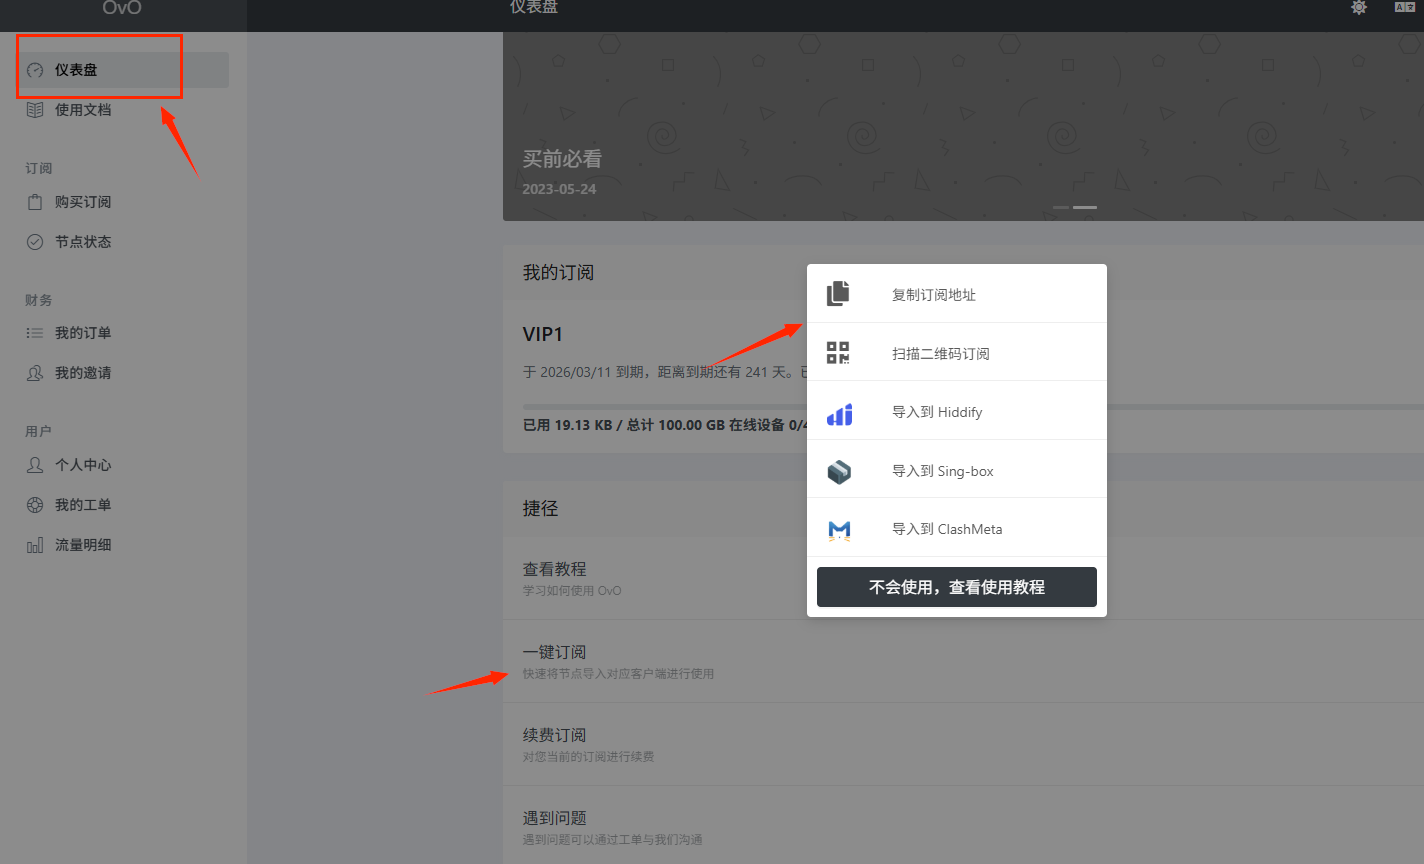 OvO
仪表盘
仪表盘
使用文档
订阅
购买订阅
节点状态
财务
我的订单
我的邀请
用户
个人中心
我的工单
流量明细
买前必看
2023-05-24
我的订阅
VIP1
于 2026/03/11 到期，距离到期还有 241 天。
已用 19.13 KB / 总计 100.00 GB 在线设备 0/4
捷径
查看教程
学习如何使用 OvO
一键订阅
快速将节点导入对应客户端进行使用
续费订阅
对您当前的订阅进行续费
遇到问题
遇到问题可以通过工单与我们沟通
复制订阅地址
扫描二维码订阅
导入到 Hiddify
导入到 Sing-box
导入到 ClashMeta
不会使用，查看使用教程